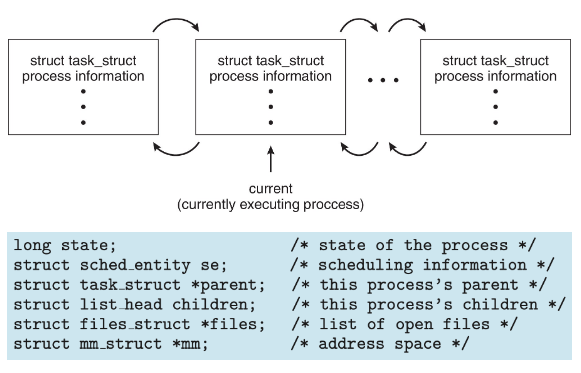 struct task_struct
process information
struct task_struct
process information
struct task_struct
process information
current
(currently executing proccess)
long state; /* state of the process */
struct sched_entity se; /* scheduling information */
struct task_struct *parent; /* this process's parent */
struct list_head children; /* this process's children */
struct files_struct *files; /* list of open files */
struct mm_struct *mm; /* address space */